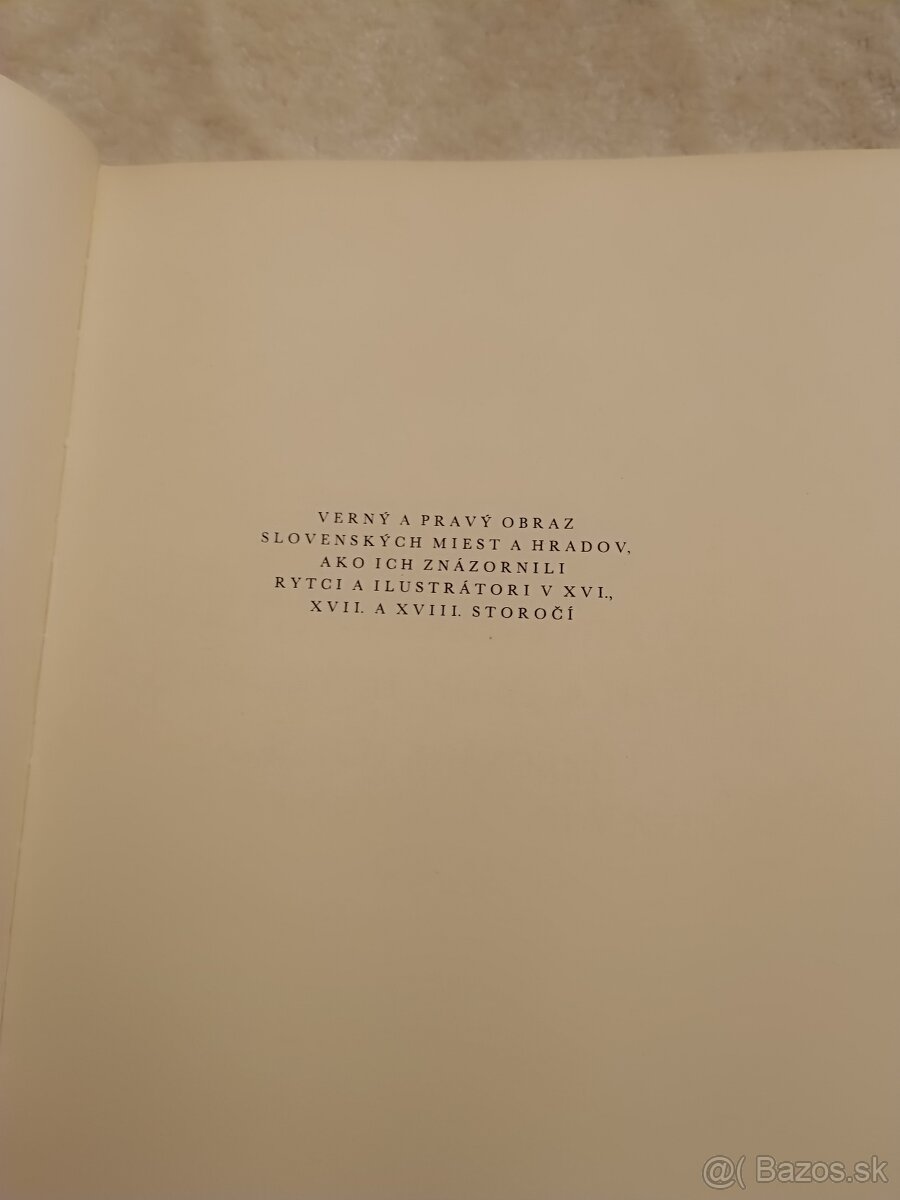 VERNÝ A PRAVÝ OBRAZ
SLOVENSKÝCH MIEST A HRADOV,
AKO ICH ZNÁZORNILI
RYTCI A ILUSTRÁTORI V XVI.,
XVII. A XVIII. STOROČÍ
@( Bazos.sk